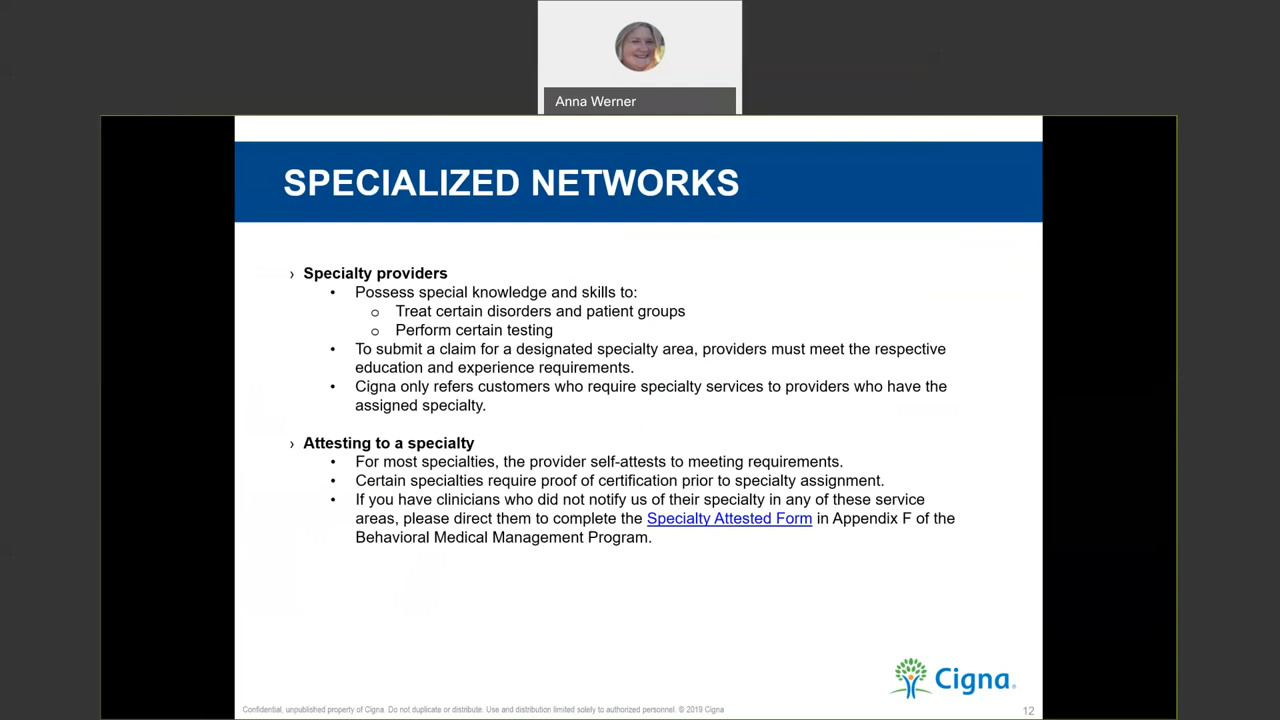 Anna Werner
SPECIALIZED NETWORKS
› Specialty providers
• Possess special knowledge and skills to:
o Treat certain disorders and patient groups
o Perform certain testing
• To submit a claim for a designated specialty area, providers must meet the respective
education and experience requirements.
• Cigna only refers customers who require specialty services to providers who have the
assigned specialty.
› Attesting to a specialty
• For most specialties, the provider self-attests to meeting requirements.
• Certain specialties require proof of certification prior to specialty assignment.
• If you have clinicians who did not notify us of their specialty in any of these service
areas, please direct them to complete the Specialty Attested Form in Appendix F of the
Behavioral Medical Management Program.
Cigna®
Confidential, unpublished property of Cigna. Do not duplicate or distribute. Use and distribution limited solely to authorized personnel. © 2019 Cigna
12